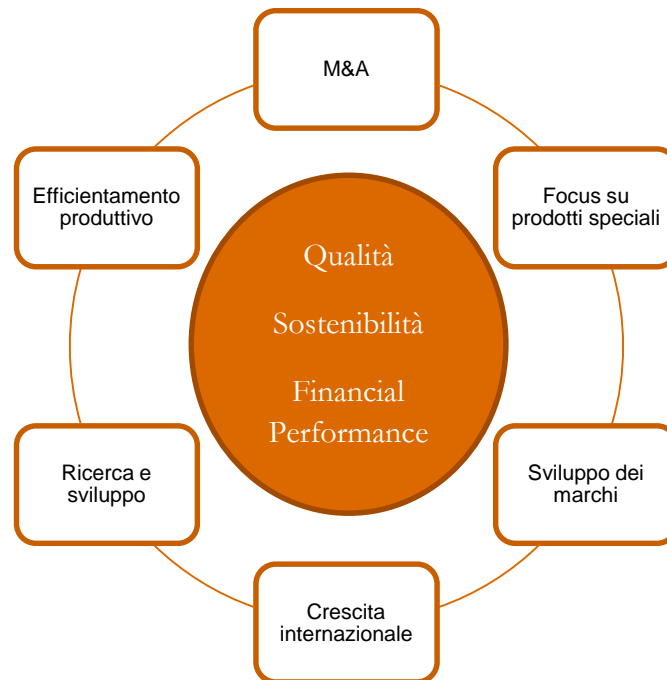 M&A
Efficientamento
produttivo
Focus su
prodotti speciali
Qualità
Sostenibilità
Financial
Performance
Ricerca e
sviluppo
Sviluppo dei
marchi
Crescita
internazionale